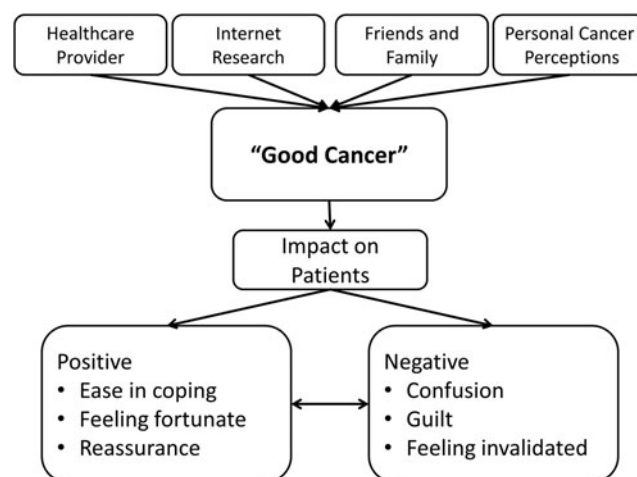 Healthcare
Provider
Internet
Research
Friends and
Family
Personal Cancer
Perceptions
“Good Cancer”
Impact on
Patients
Positive
• Ease in coping
• Feeling fortunate
• Reassurance
Negative
• Confusion
• Guilt
• Feeling invalidated